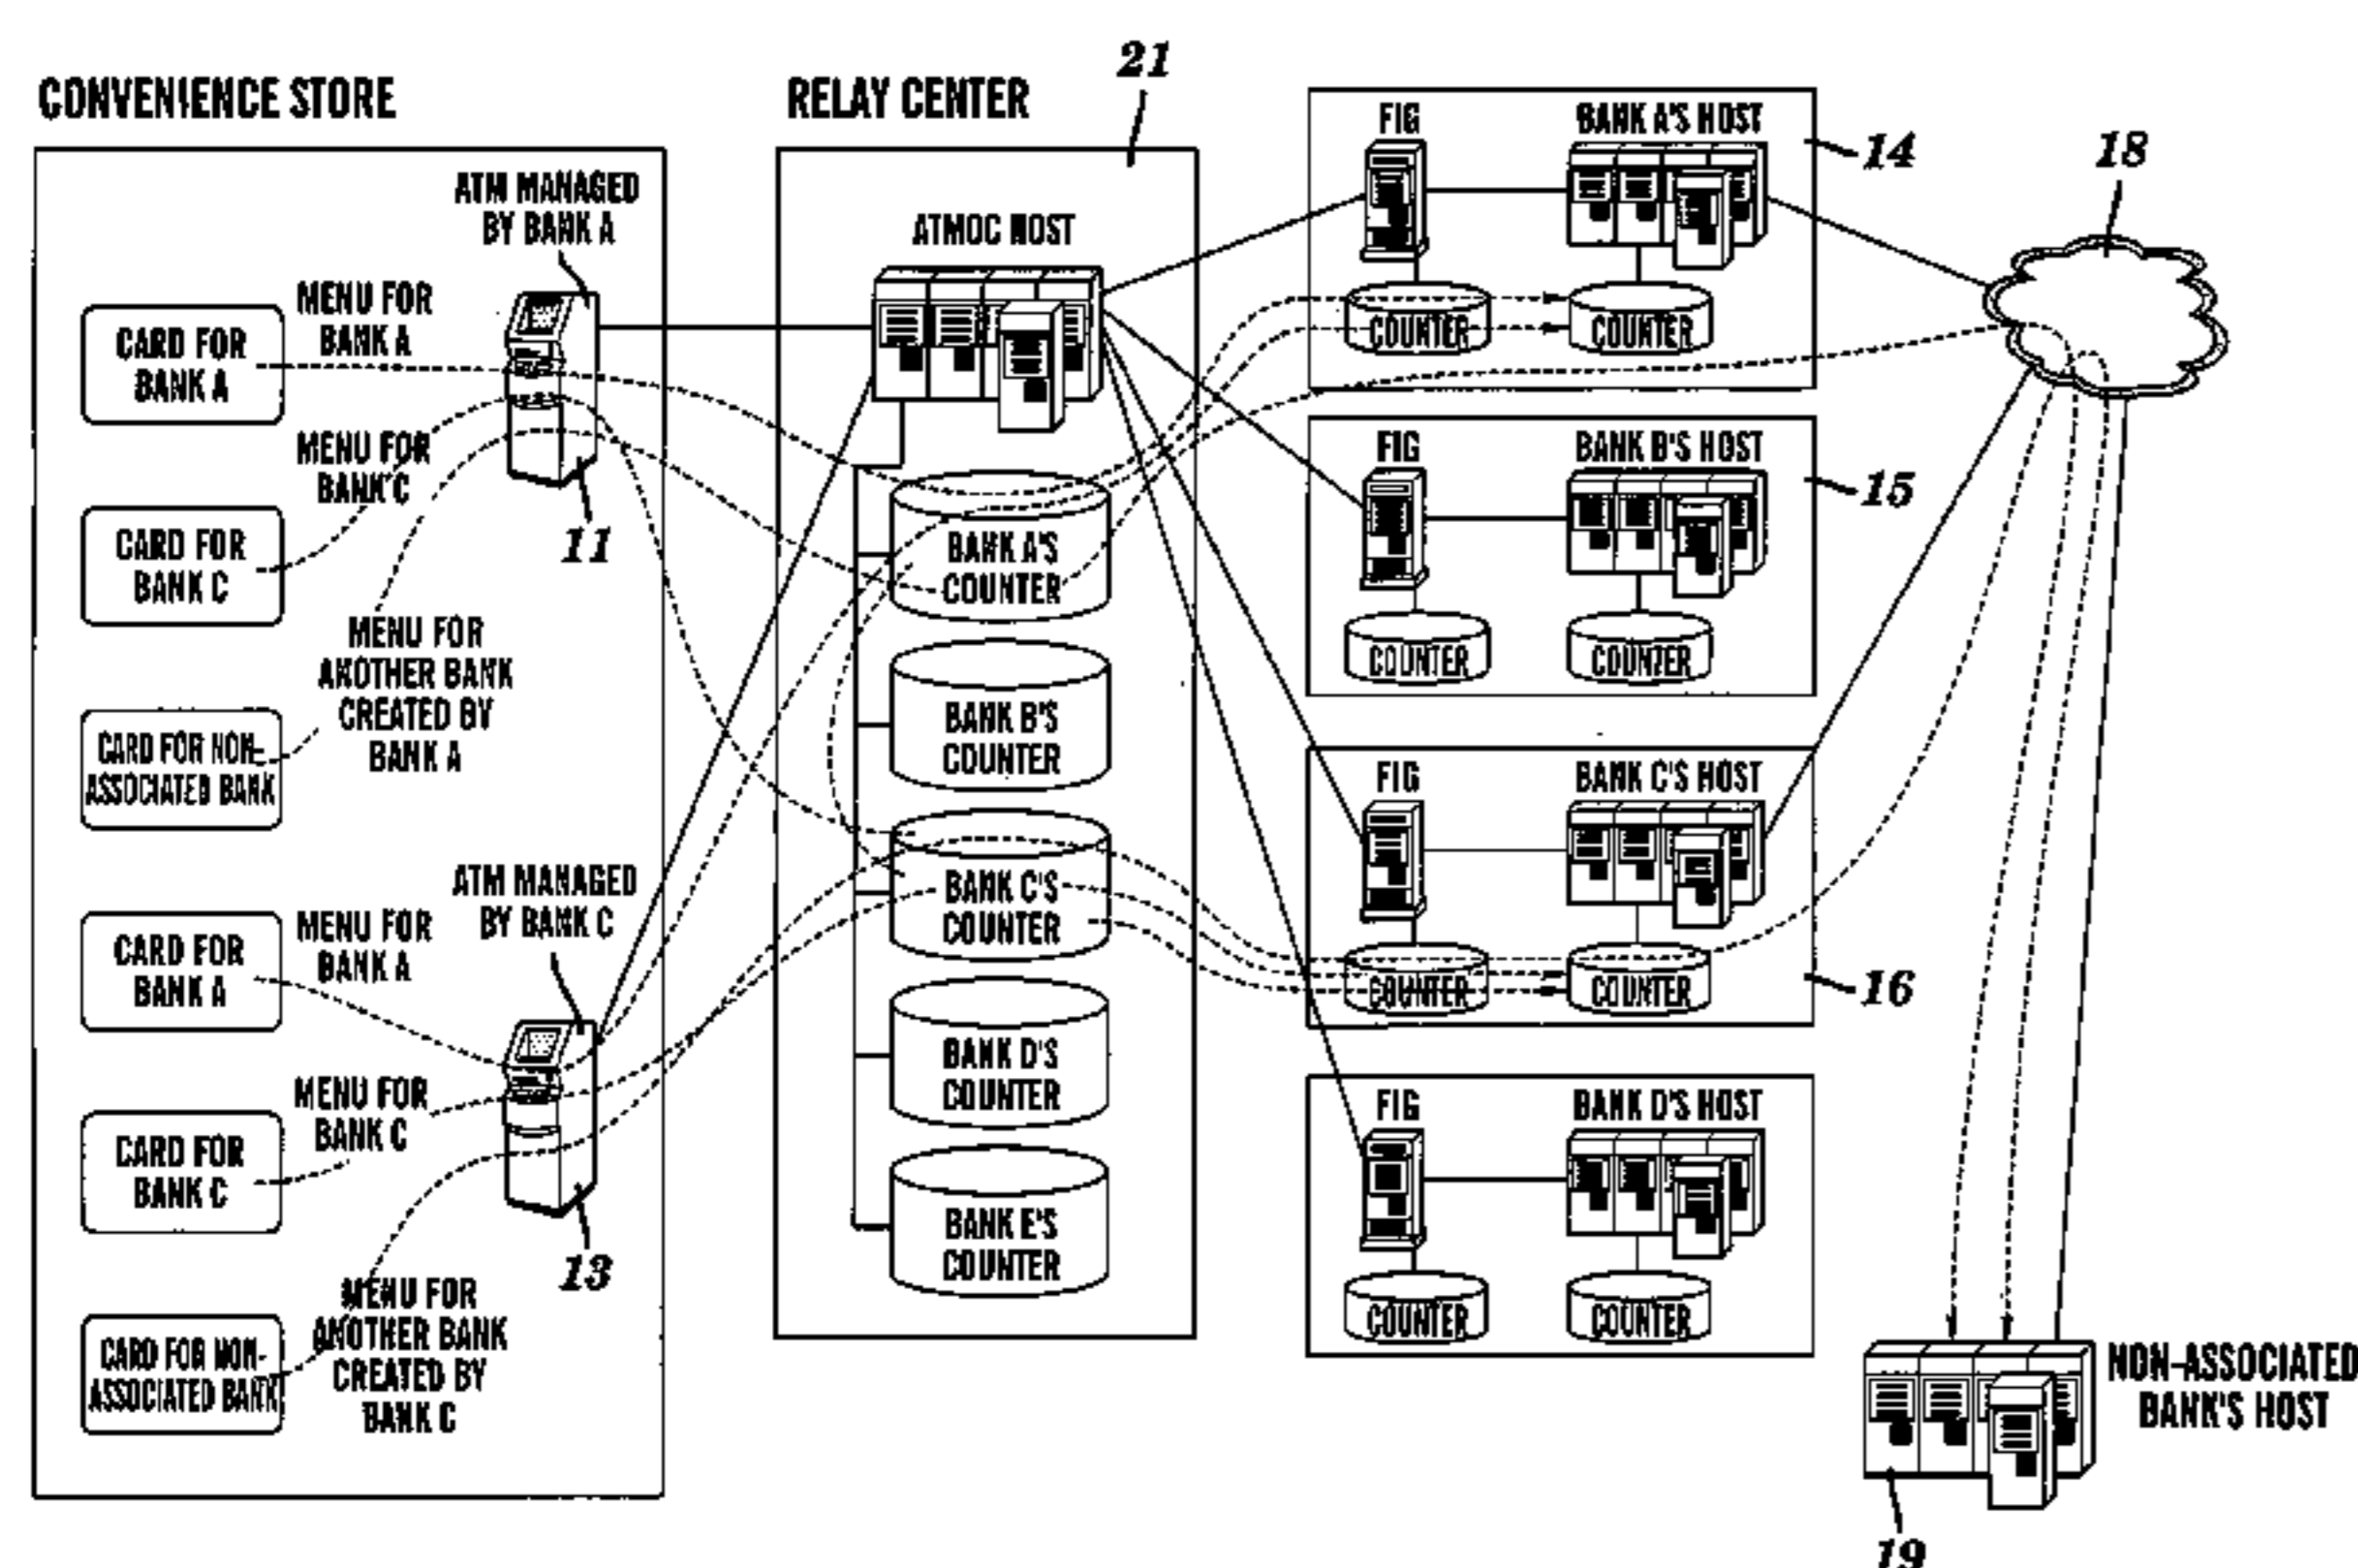 CONVENIENCE STORE
ATM MANAGED
BY BANK A
MENU FOR
BANK A
CARD FOR
BANK A
MENU FOR
BANK C
CARD FOR
BANK C
11
MENU FOR
ANOTHER BANK
CREATED BY
BANK A
CARD FOR NON-
ASSOCIATED BANK
ATM MANAGED
BY BANK C
MENU FOR
BANK A
CARD FOR
BANK A
MENU FOR
BANK C
CARD FOR
BANK C
13
MENU FOR
ANOTHER BANK
CREATED BY
BANK C
CARD FOR NON-
ASSOCIATED BANK
RELAY CENTER
21
ATMOC HOST
BANK A'S
COUNTER
BANK B'S
COUNTER
BANK C'S
COUNTER
BANK D'S
COUNTER
BANK E'S
COUNTER
FIG
BANK A'S HOST
14
COUNTER
COUNTER
FIG
BANK B'S HOST
15
COUNTER
COUNTER
FIG
BANK C'S HOST
16
COUNTER
COUNTER
FIG
BANK D'S HOST
COUNTER
COUNTER
18
NON-ASSOCIATED
BANK'S HOST
19